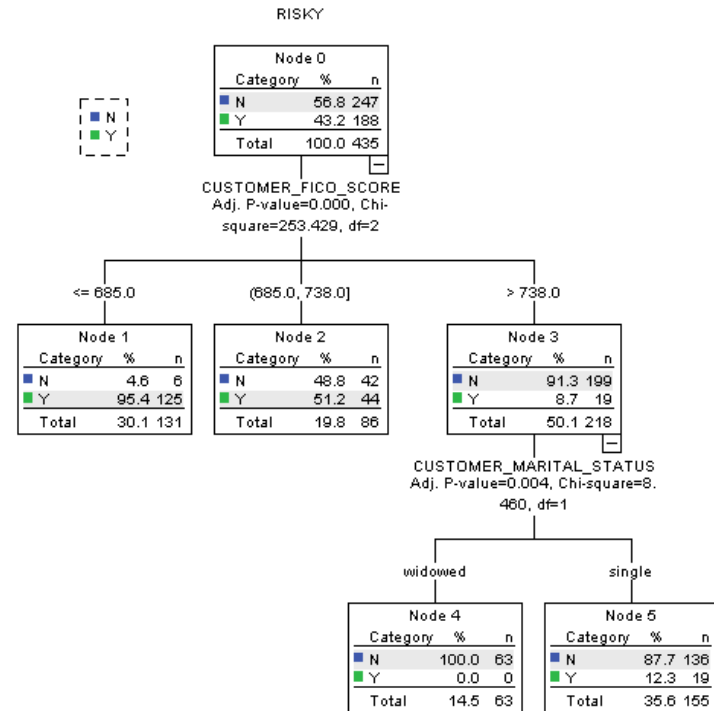 RISKY
N
Y
Node 0
Category % n
N 56.8 247
Y 43.2 188
Total 100.0 435
CUSTOMER_FICO_SCORE
Adj. P-value=0.000, Chi-
square=253.429, df=2
<= 685.0
(685.0, 738.0]
> 738.0
Node 1
Category % n
N 4.6 6
Y 95.4 125
Total 30.1 131
Node 2
Category % n
N 48.8 42
Y 51.2 44
Total 19.8 86
Node 3
Category % n
N 91.3 199
Y 8.7 19
Total 50.1 218
CUSTOMER_MARITAL_STATUS
Adj. P-value=0.004, Chi-square=8.
460, df=1
widowed
single
Node 4
Category % n
N 100.0 63
Y 0.0 0
Total 14.5 63
Node 5
Category % n
N 87.7 136
Y 12.3 19
Total 35.6 155